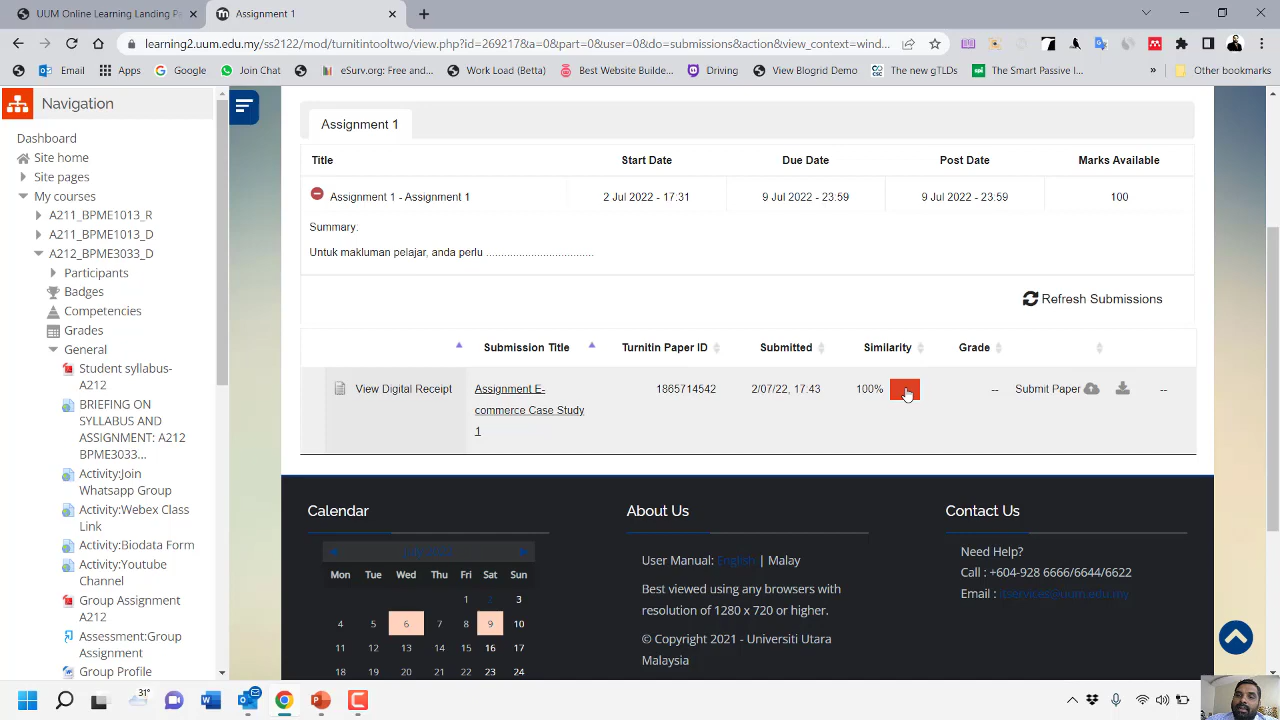 UUM Online Learning Landing P
Assignment 1
learning2.uum.edu.my/ss2122/mod/turnitintooltwo/view.php?id=269217&a=0&part=0&user=0&do=submissions&action&view_context=wind...
Email
Apps
Google
Join Chat
eSurv.org: Free and...
Work Load (Betta)
Best Website Builde...
Driving
View Blogrid Demo
The new gTLDs
The Smart Passive I...
»
Other bookmarks
Navigation
Dashboard
Site home
Site pages
My courses
A211_BPME1013_R
A211_BPME1013_D
A212_BPME3033_D
Participants
Badges
Competencies
Grades
General
Student syllabus-
A212
BRIEFING ON
SYLLABUS AND
ASSIGNMENT: A212
BPME3033...
Activity:Join
Whatsapp Group
Activity:Webex Class
Link
Activity:Biodata Form
Activity:Youtube
Channel
Group Assignment
A212
Assessment:Group
Assignment
Group Profile
Assignment 1
Title Start Date Due Date Post Date Marks Available
Assignment 1 - Assignment 1 2 Jul 2022 - 17:31 9 Jul 2022 - 23:59 9 Jul 2022 - 23:59 100
Summary:
Untuk makluman pelajar, anda perlu ....................................
Refresh Submissions
Submission Title Turnitin Paper ID Submitted Similarity Grade
View Digital Receipt Assignment E- 1865714542 2/07/22, 17.43 100% -- Submit Paper --
commerce Case Study
1
Calendar
Mon Tue Wed Thu Fri Sat Sun
1 2 3
4 5 6 7 8 9 10
11 12 13 14 15 16 17
18 19 20 21 22 23 24
About Us
User Manual: English | Malay
Best viewed using any browsers with
resolution of 1280 x 720 or higher.
© Copyright 2021 - Universiti Utara
Malaysia
Contact Us
Need Help?
Call : +604-928 6666/6644/6622
Email : itservices@uum.edu.my